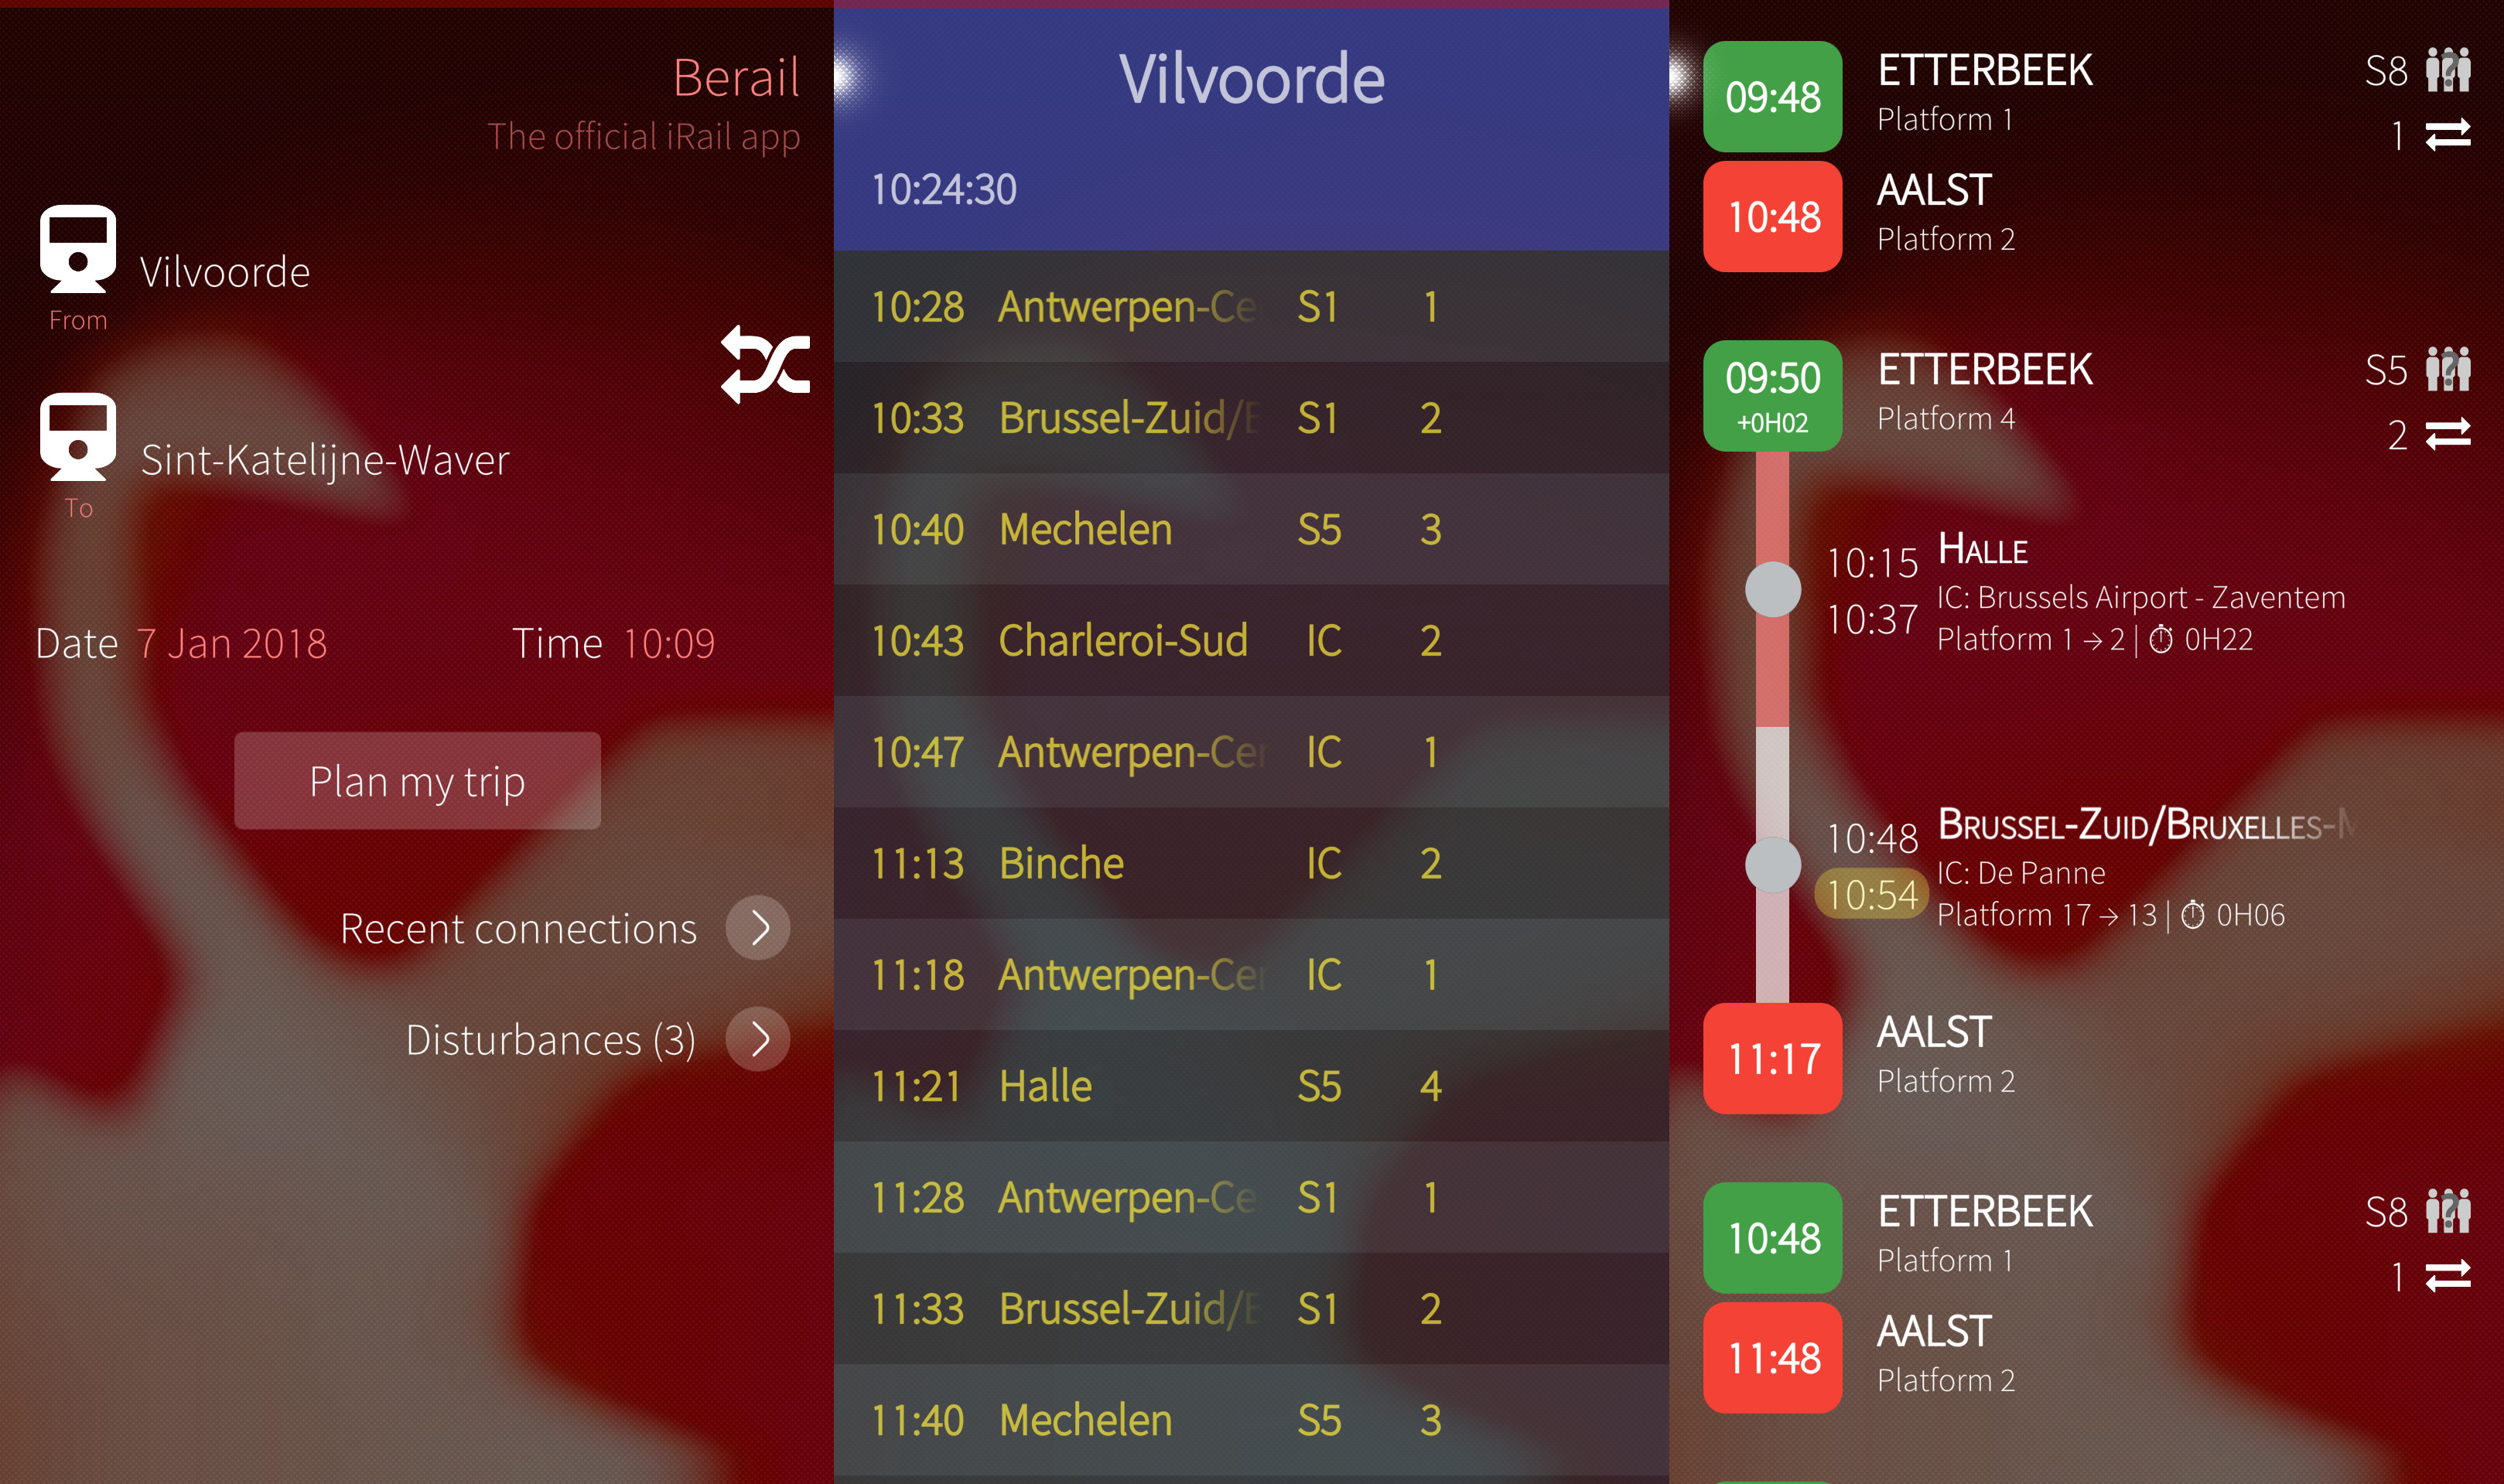 Berail
The official iRail app
Vilvoorde
From
Sint-Katelijne-Waver
To
Date 7 Jan 2018 Time 10:09
Plan my trip
Recent connections
Disturbances (3)
Vilvoorde
10:24:30
10:28 Antwerpen-Ce S1 1
10:33 Brussel-Zuid/B S1 2
10:40 Mechelen S5 3
10:43 Charleroi-Sud IC 2
10:47 Antwerpen-Cen IC 1
11:13 Binche IC 2
11:18 Antwerpen-Cen IC 1
11:21 Halle S5 4
11:28 Antwerpen-Ce S1 1
11:33 Brussel-Zuid/B S1 2
11:40 Mechelen S5 3
09:48 ETTERBEEK S8
Platform 1 1
10:48 AALST
Platform 2
09:50 ETTERBEEK S5
+0H02 Platform 4 2
10:15 HALLE
IC: Brussels Airport - Zaventem
10:37 Platform 1 → 2 | ⏱ 0H22
10:48 BRUSSEL-ZUID/BRUXELLES-M
IC: De Panne
10:54 Platform 17 → 13 | ⏱ 0H06
11:17 AALST
Platform 2
10:48 ETTERBEEK S8
Platform 1 1
11:48 AALST
Platform 2